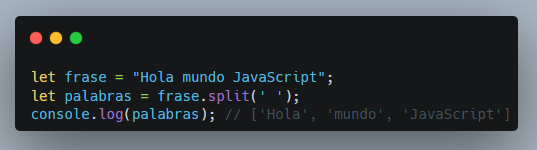 let frase = "Hola mundo JavaScript";
let palabras = frase.split(' ');
console.log(palabras); // ['Hola', 'mundo', 'JavaScript']